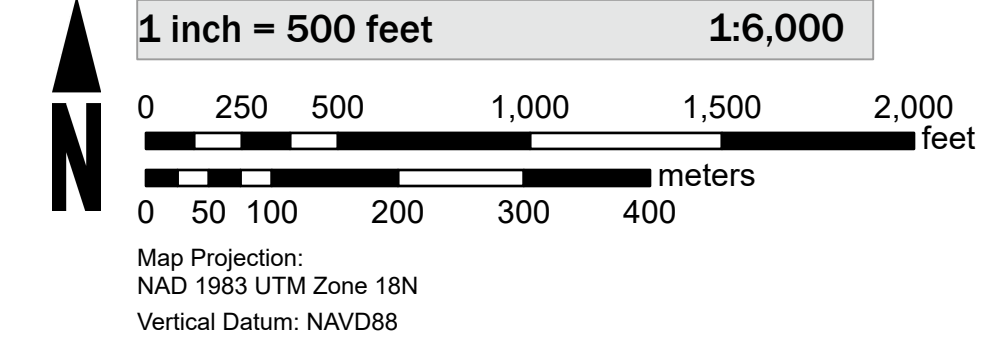 1 inch = 500 feet 1:6,000
0 250 500 1,000 1,500 2,000
feet
meters
0 50 100 200 300 400
N
Map Projection:
NAD 1983 UTM Zone 18N
Vertical Datum: NAVD88